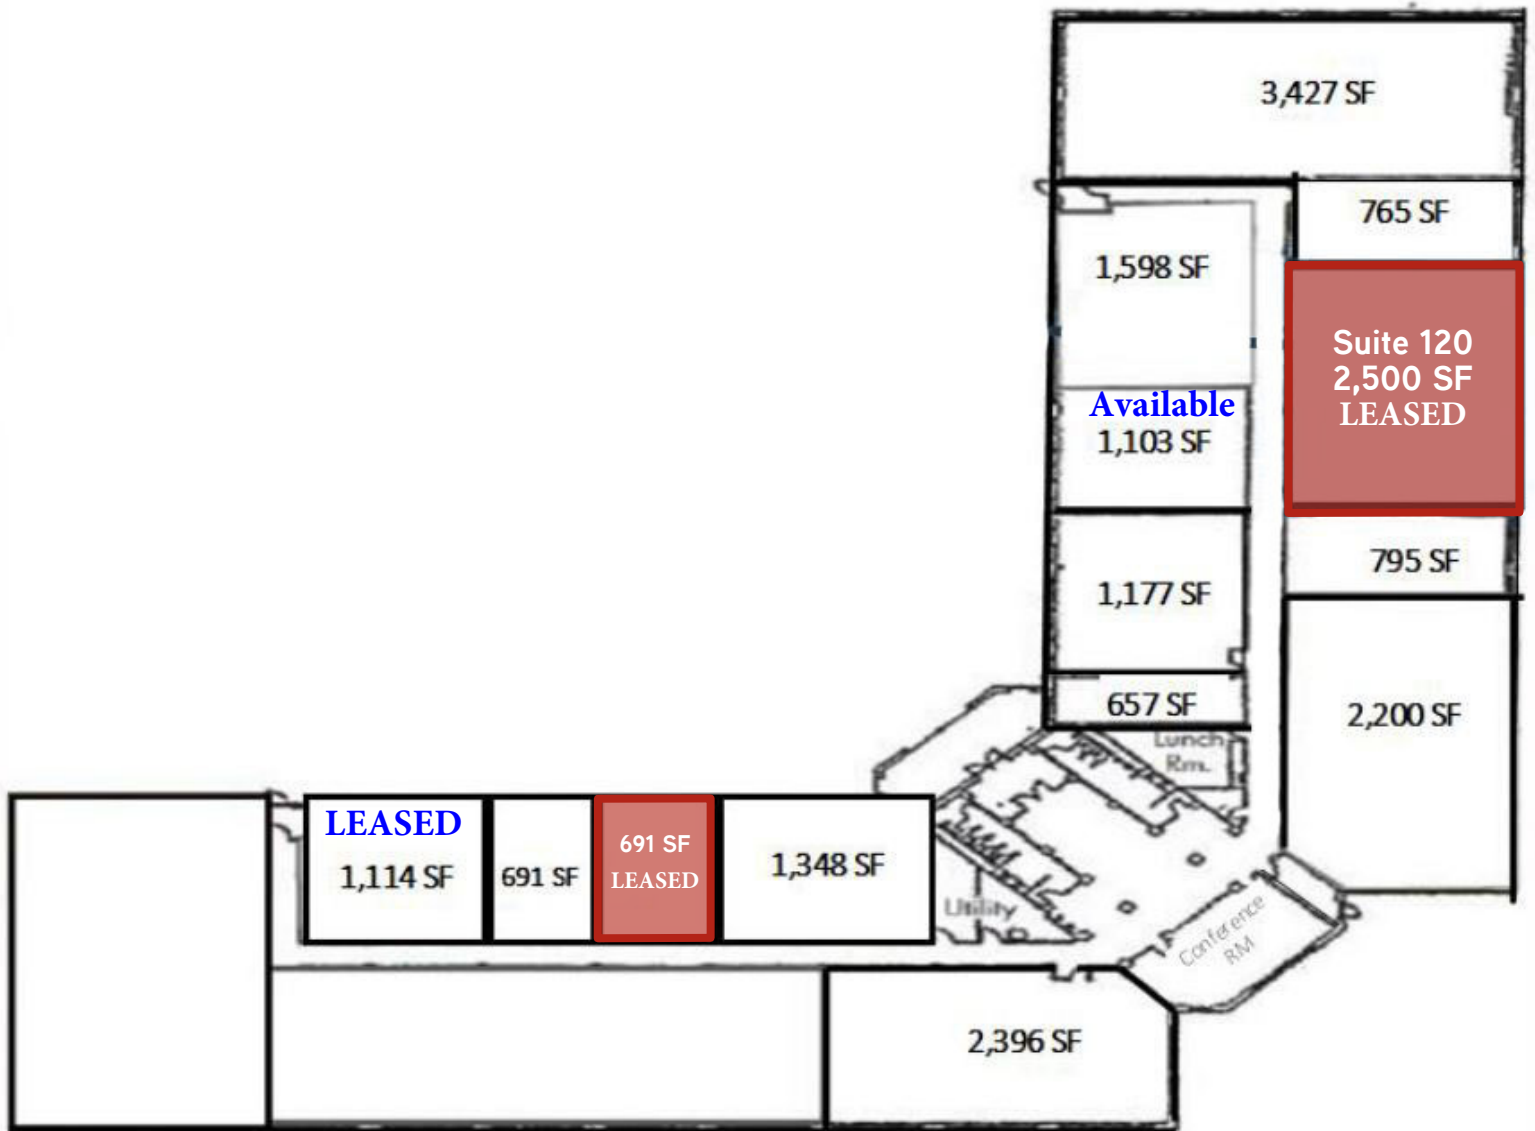 3,427 SF
765 SF
1,598 SF
Suite 120
2,500 SF
LEASED
Available
1,103 SF
795 SF
1,177 SF
657 SF
2,200 SF
Lunch
Rm.
LEASED
1,114 SF
691 SF
691 SF
LEASED
1,348 SF
Utility
Conference
RM
2,396 SF